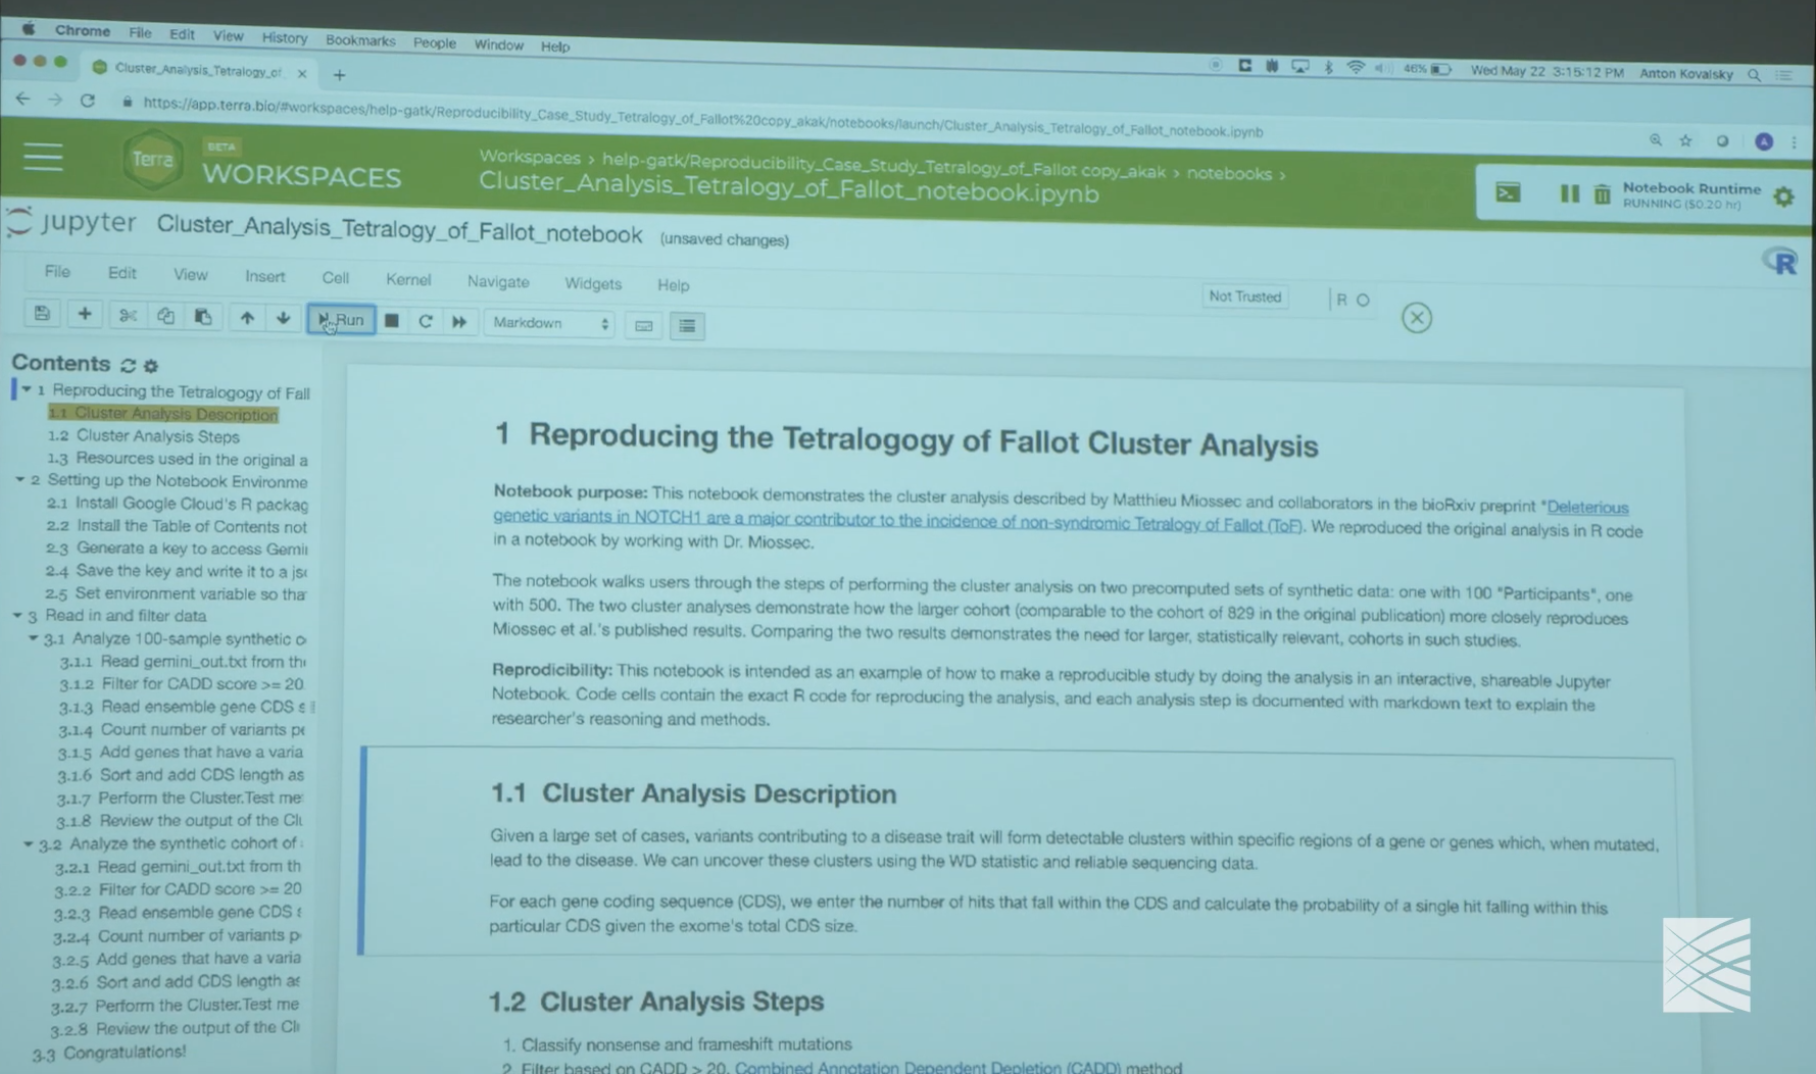 Chrome File Edit View History Bookmarks People Window Help
46% Wed May 22 3:15:12 PM Anton Kovalsky
Cluster_Analysis_Tetralogy_of
https://app.terra.bio/#workspaces/help-gatk/Reproducibility_Case_Study_Tetralogy_of_Fallot%20copy_akak/notebooks/launch/Cluster_Analysis_Tetralogy_of_Fallot_notebook.ipynb
A
Terra
BETA
WORKSPACES
Workspaces > help-gatk/Reproducibility_Case_Study_Tetralogy_of_Fallot copy_akak > notebooks >
Cluster_Analysis_Tetralogy_of_Fallot_notebook.ipynb
Notebook Runtime
RUNNING ($0.20 hr)
jupyter Cluster_Analysis_Tetralogy_of_Fallot_notebook (unsaved changes)
R
File Edit View Insert Cell Kernel Navigate Widgets Help
Not Trusted R
Run Markdown
Contents
1 Reproducing the Tetralogogy of Fall
1.1 Cluster Analysis Description
1.2 Cluster Analysis Steps
1.3 Resources used in the original a
2 Setting up the Notebook Environme
2.1 Install Google Cloud's R packag
2.2 Install the Table of Contents not
2.3 Generate a key to access Gemi
2.4 Save the key and write it to a js
2.5 Set environment variable so tha
3 Read in and filter data
3.1 Analyze 100-sample synthetic c
3.1.1 Read gemini_out.txt from the
3.1.2 Filter for CADD score >= 20
3.1.3 Read ensemble gene CDS s
3.1.4 Count number of variants pe
3.1.5 Add genes that have a varia
3.1.6 Sort and add CDS length as
3.1.7 Perform the Cluster.Test me
3.1.8 Review the output of the Clu
3.2 Analyze the synthetic cohort of
3.2.1 Read gemini_out.txt from th
3.2.2 Filter for CADD score >= 20
3.2.3 Read ensemble gene CDS s
3.2.4 Count number of variants p
3.2.5 Add genes that have a varia
3.2.6 Sort and add CDS length as
3.2.7 Perform the Cluster.Test me
3.2.8 Review the output of the Cl
3.3 Congratulations!
1 Reproducing the Tetralogogy of Fallot Cluster Analysis
Notebook purpose: This notebook demonstrates the cluster analysis described by Matthieu Miossec and collaborators in the bioRxiv preprint "Deleterious
genetic variants in NOTCH1 are a major contributor to the incidence of non-syndromic Tetralogy of Fallot (ToF). We reproduced the original analysis in R code
in a notebook by working with Dr. Miossec.
The notebook walks users through the steps of performing the cluster analysis on two precomputed sets of synthetic data: one with 100 "Participants", one
with 500. The two cluster analyses demonstrate how the larger cohort (comparable to the cohort of 829 in the original publication) more closely reproduces
Miossec et al.'s published results. Comparing the two results demonstrates the need for larger, statistically relevant, cohorts in such studies.
Reprodicibility: This notebook is intended as an example of how to make a reproducible study by doing the analysis in an interactive, shareable Jupyter
Notebook. Code cells contain the exact R code for reproducing the analysis, and each analysis step is documented with markdown text to explain the
researcher's reasoning and methods.
1.1 Cluster Analysis Description
Given a large set of cases, variants contributing to a disease trait will form detectable clusters within specific regions of a gene or genes which, when mutated,
lead to the disease. We can uncover these clusters using the WD statistic and reliable sequencing data.
For each gene coding sequence (CDS), we enter the number of hits that fall within the CDS and calculate the probability of a single hit falling within this
particular CDS given the exome's total CDS size.
1.2 Cluster Analysis Steps
1. Classify nonsense and frameshift mutations
2. Filter based on CADD > 20. Combined Annotation Dependent Depletion (CADD) method